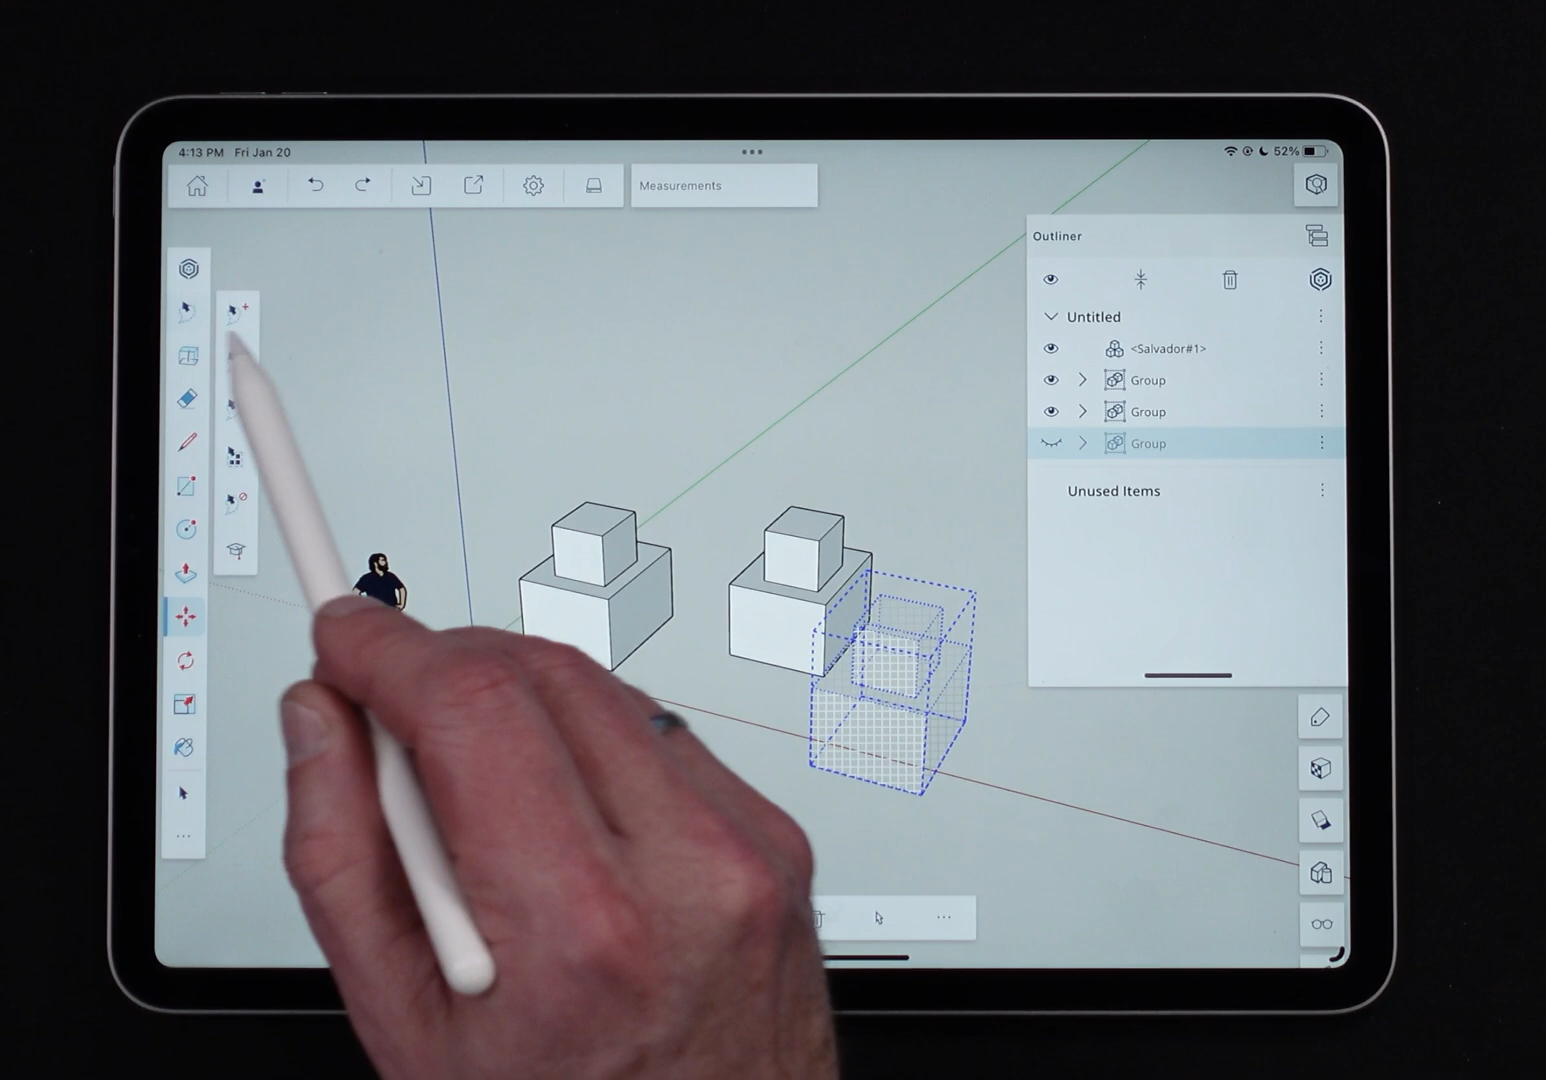 4:13 PM Fri Jan 20
52%
Measurements
Outliner
Untitled
<Salvador#1>
Group
Group
Group
Unused Items